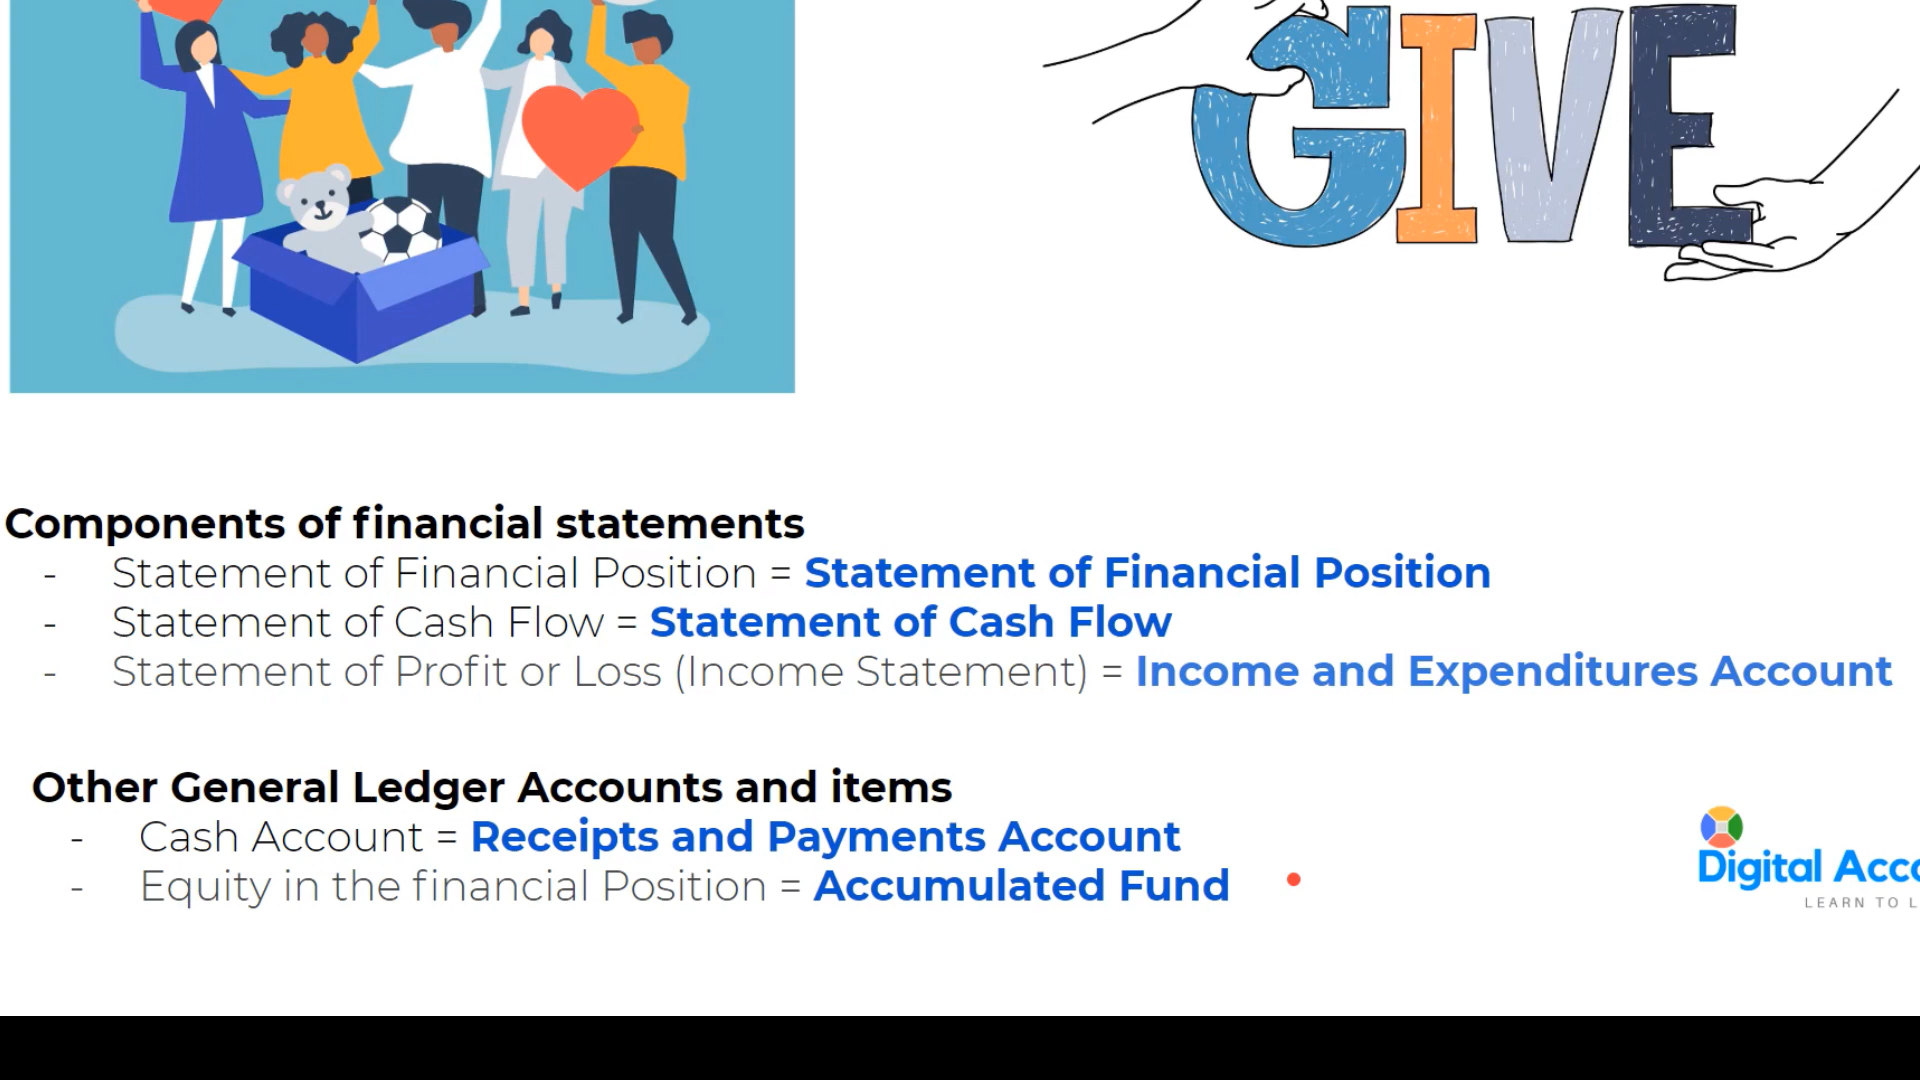 GIVE
Components of financial statements
- Statement of Financial Position = Statement of Financial Position
- Statement of Cash Flow = Statement of Cash Flow
- Statement of Profit or Loss (Income Statement) = Income and Expenditures Account
Other General Ledger Accounts and items
- Cash Account = Receipts and Payments Account
- Equity in the financial Position = Accumulated Fund
Digital
LEARN TO